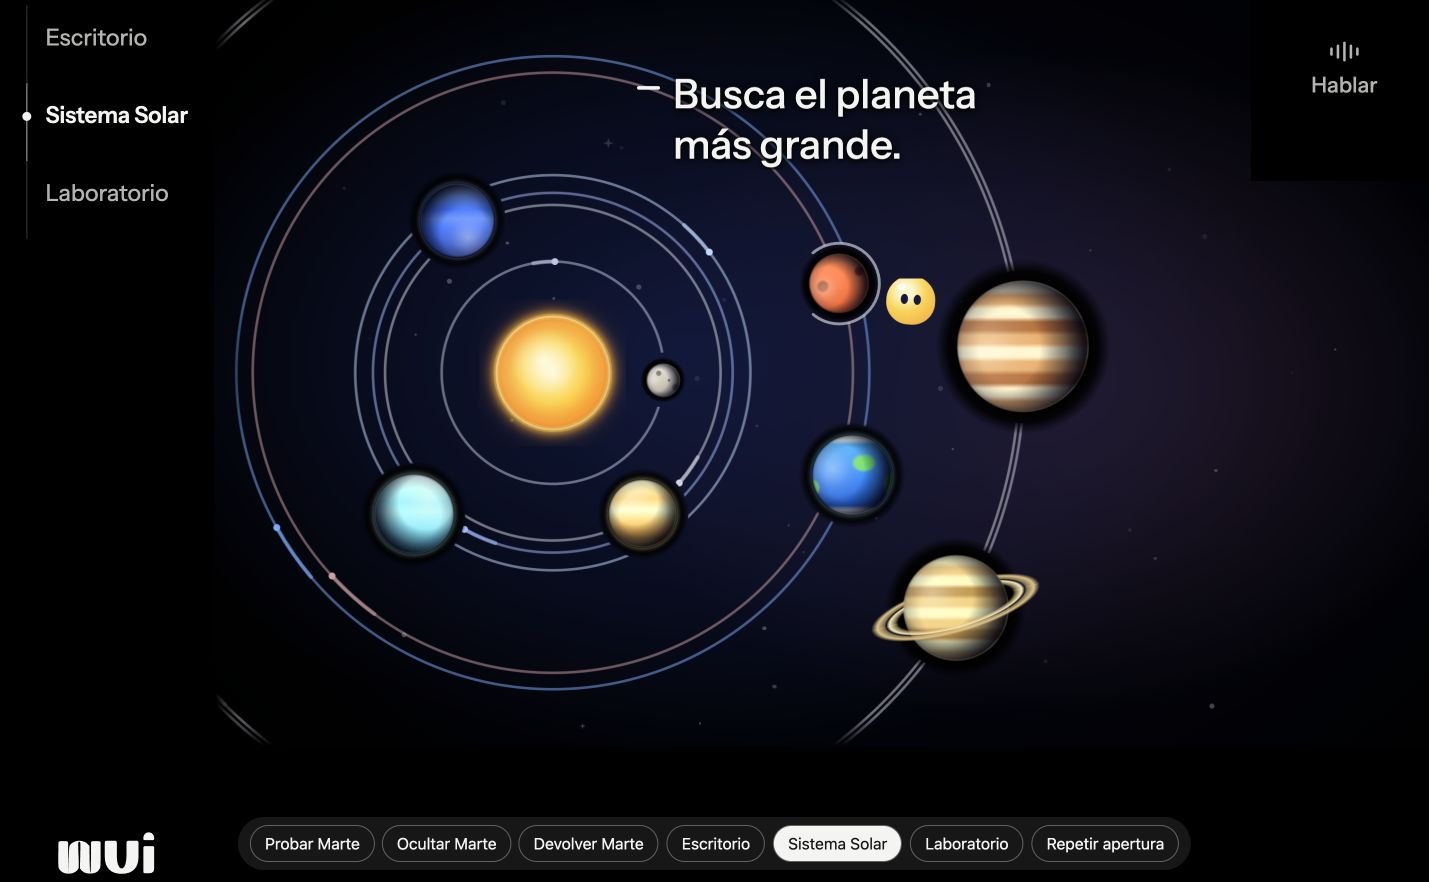 Escritorio
Sistema Solar
Laboratorio
– Busca el planeta
más grande.
Hablar
wui
Probar Marte
Ocultar Marte
Devolver Marte
Escritorio
Sistema Solar
Laboratorio
Repetir apertura